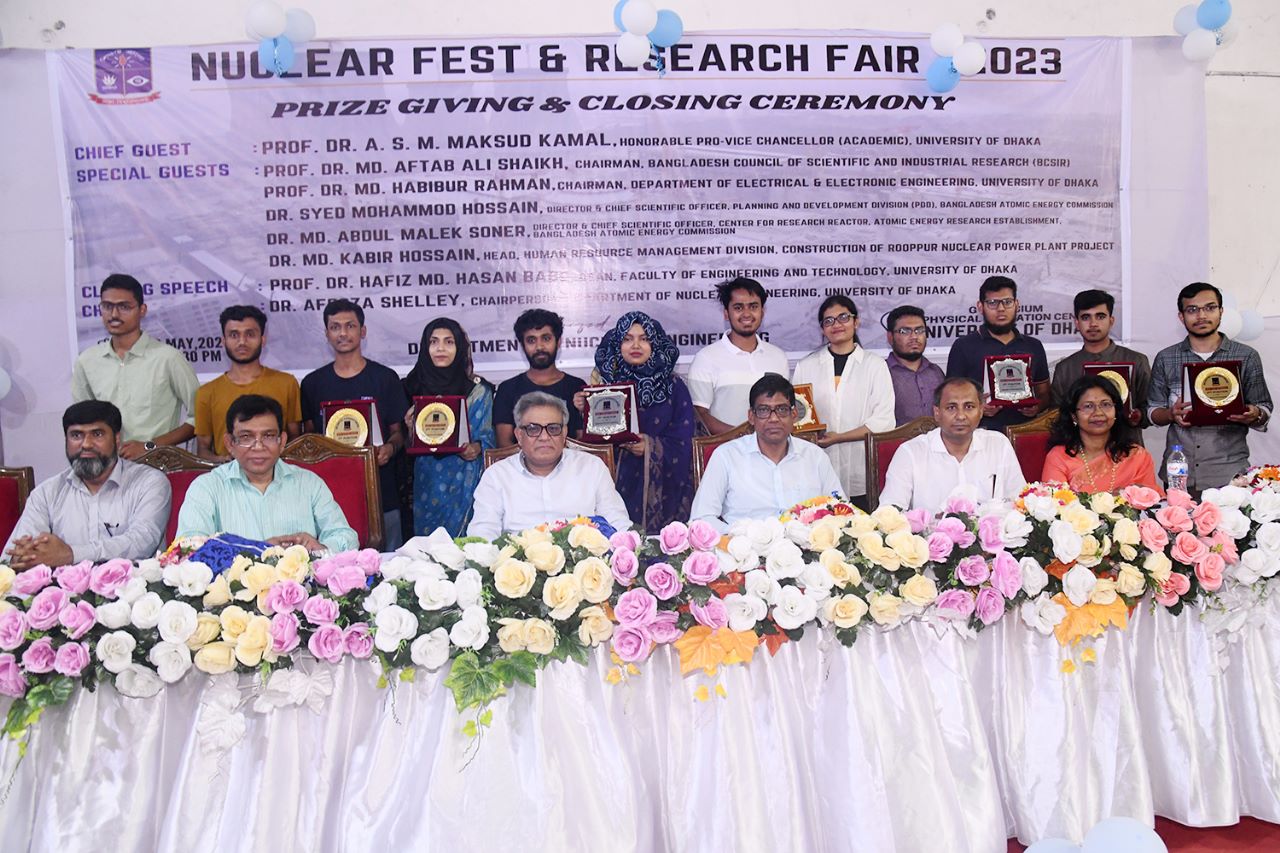 NUCLEAR FEST & RESEARCH FAIR 2023
PRIZE GIVING & CLOSING CEREMONY
CHIEF GUEST : PROF. DR. A. S. M. MAKSUD KAMAL, HONORABLE PRO-VICE CHANCELLOR (ACADEMIC), UNIVERSITY OF DHAKA
SPECIAL GUESTS : PROF. DR. MD. AFTAB ALI SHAIKH, CHAIRMAN, BANGLADESH COUNCIL OF SCIENTIFIC AND INDUSTRIAL RESEARCH (BCSIR)
PROF. DR. MD. HABIBUR RAHMAN, CHAIRMAN, DEPARTMENT OF ELECTRICAL & ELECTRONIC ENGINEERING, UNIVERSITY OF DHAKA
DR. SYED MOHAMMOD HOSSAIN, DIRECTOR & CHIEF SCIENTIFIC OFFICER, PLANNING AND DEVELOPMENT DIVISION (PDD), BANGLADESH ATOMIC ENERGY COMMISSION
DR. MD. ABDUL MALEK SONER, DIRECTOR & CHIEF SCIENTIFIC OFFICER, CENTER FOR RESEARCH REACTOR, ATOMIC ENERGY RESEARCH ESTABLISHMENT,
BANGLADESH ATOMIC ENERGY COMMISSION
DR. MD. KABIR HOSSAIN, HEAD, HUMAN RESOURCE MANAGEMENT DIVISION, CONSTRUCTION OF ROOPPUR NUCLEAR POWER PLANT PROJECT
SPEECH : PROF. DR. HAFIZ MD. HASAN FACULTY OF ENGINEERING AND TECHNOLOGY, UNIVERSITY OF DHAKA
: DR. SHELLEY, OF ENGINEERING, UNIVERSITY OF DHAKA
MAY,
PM
ENGINEERING